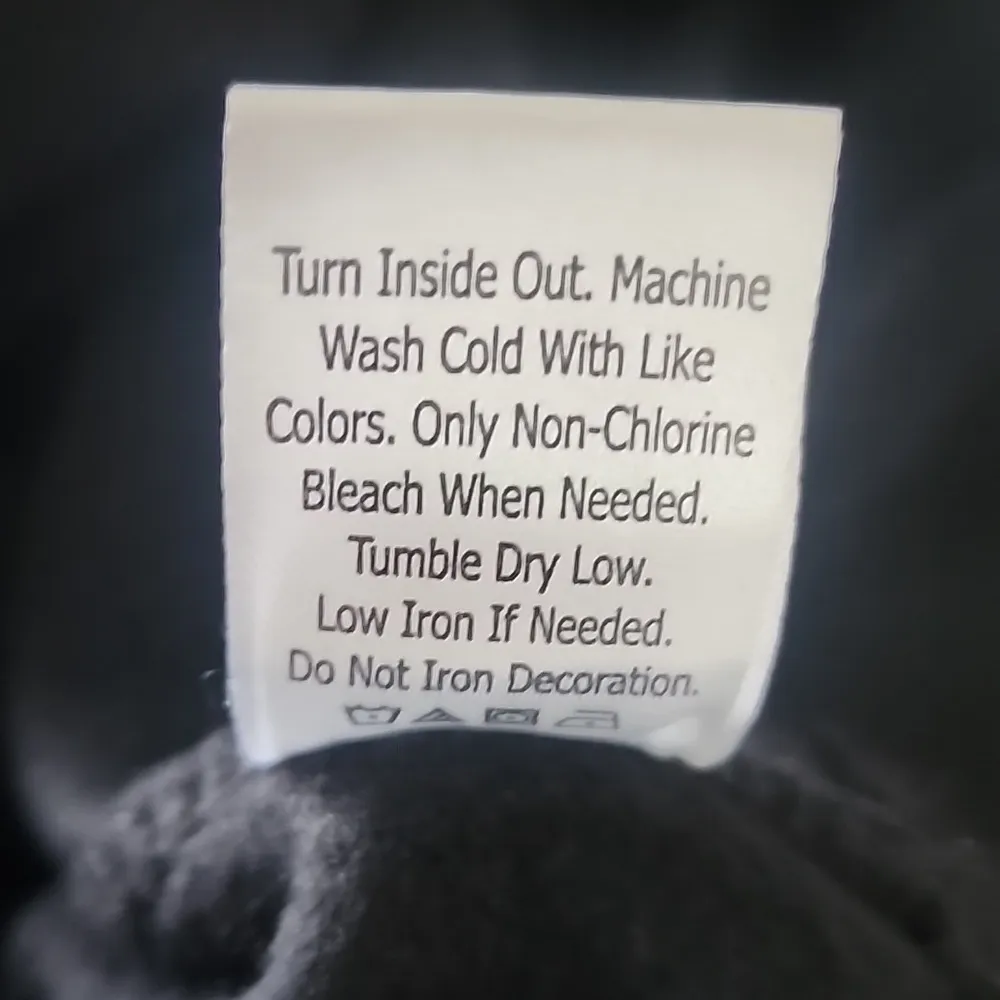 Turn Inside Out. Machine
Wash Cold With Like
Colors. Only Non-Chlorine
Bleach When Needed.
Tumble Dry Low.
Low Iron If Needed.
Do Not Iron Decoration.